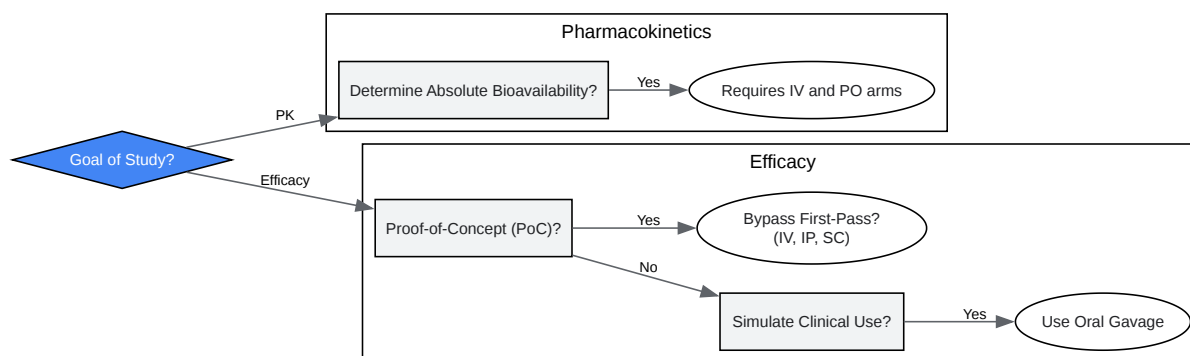 Pharmacokinetics
Determine Absolute Bioavailability?
Yes
Requires IV and PO arms
PK
Goal of Study?
Efficacy
Efficacy
Proof-of-Concept (PoC)?
Yes
Bypass First-Pass?
(IV, IP, SC)
No
Simulate Clinical Use?
Yes
Use Oral Gavage